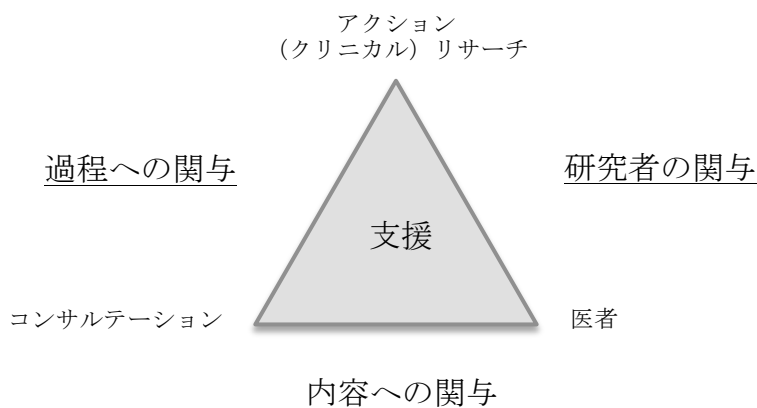 アクション
（クリニカル）リサーチ
過程への関与
研究者の関与
支援
コンサルテーション
医者
内容への関与